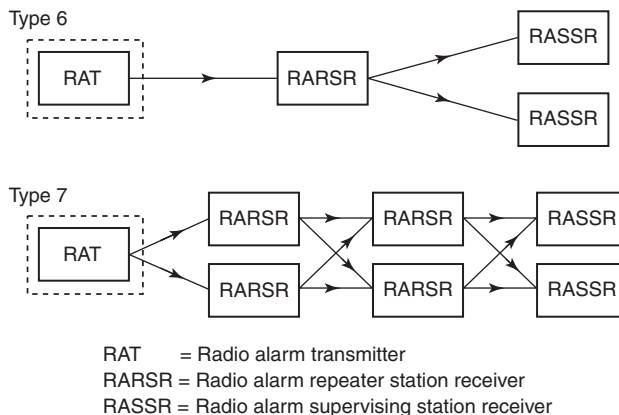 Type 6
RAT
RARSR
RASSR
RASSR
Type 7
RAT
RARSR
RARSR
RASSR
RARSR
RARSR
RASSR
RAT = Radio alarm transmitter
RARSR = Radio alarm repeater station receiver
RASSR = Radio alarm supervising station receiver